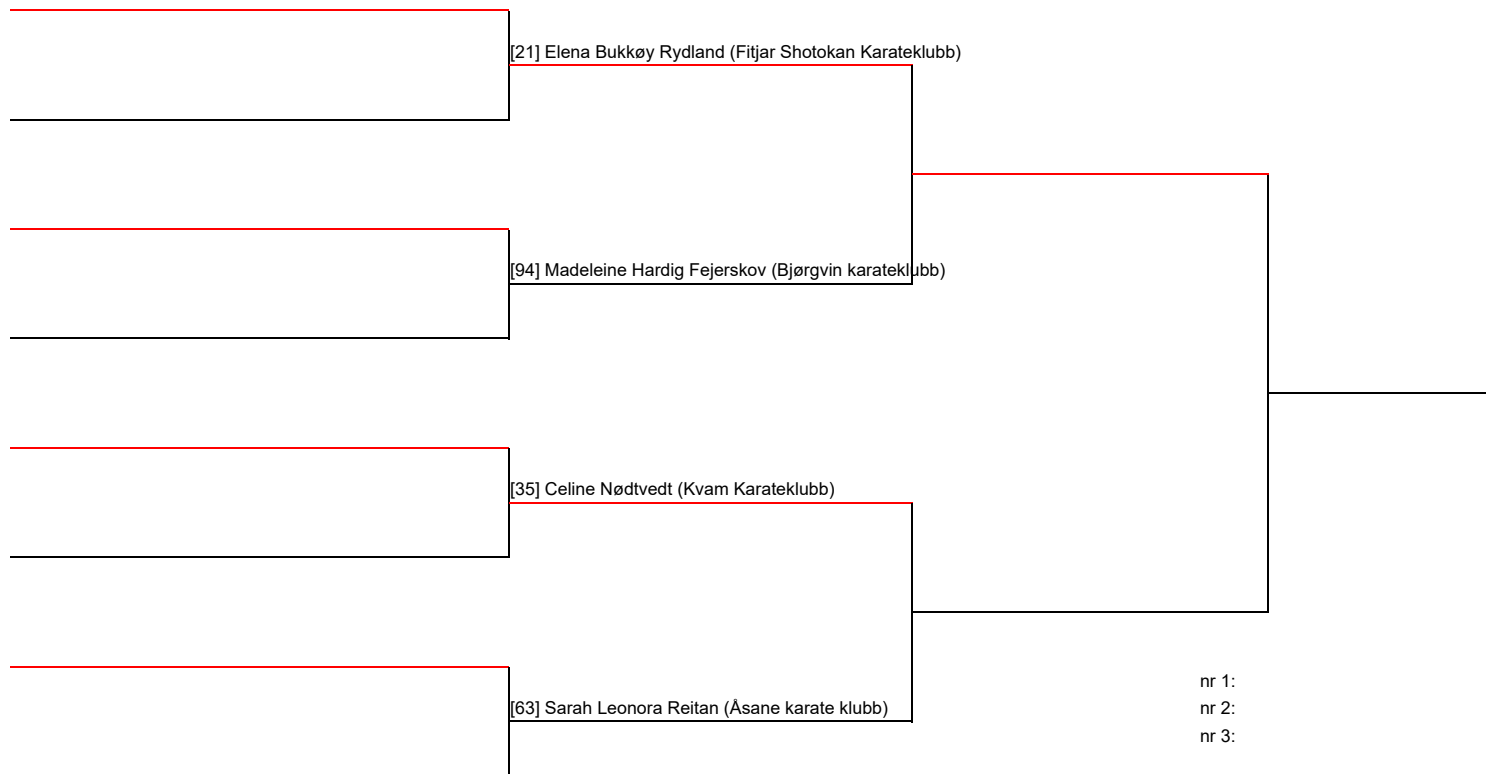 [21] Elena Bukkøy Rydland (Fitjar Shotokan Karateklubb)
[94] Madeleine Hardig Fejerskov (Bjørgvin karateklubb)
[35] Celine Nødtvedt (Kvam Karateklubb)
[63] Sarah Leonora Reitan (Åsane karate klubb)
nr 1:
nr 2:
nr 3: